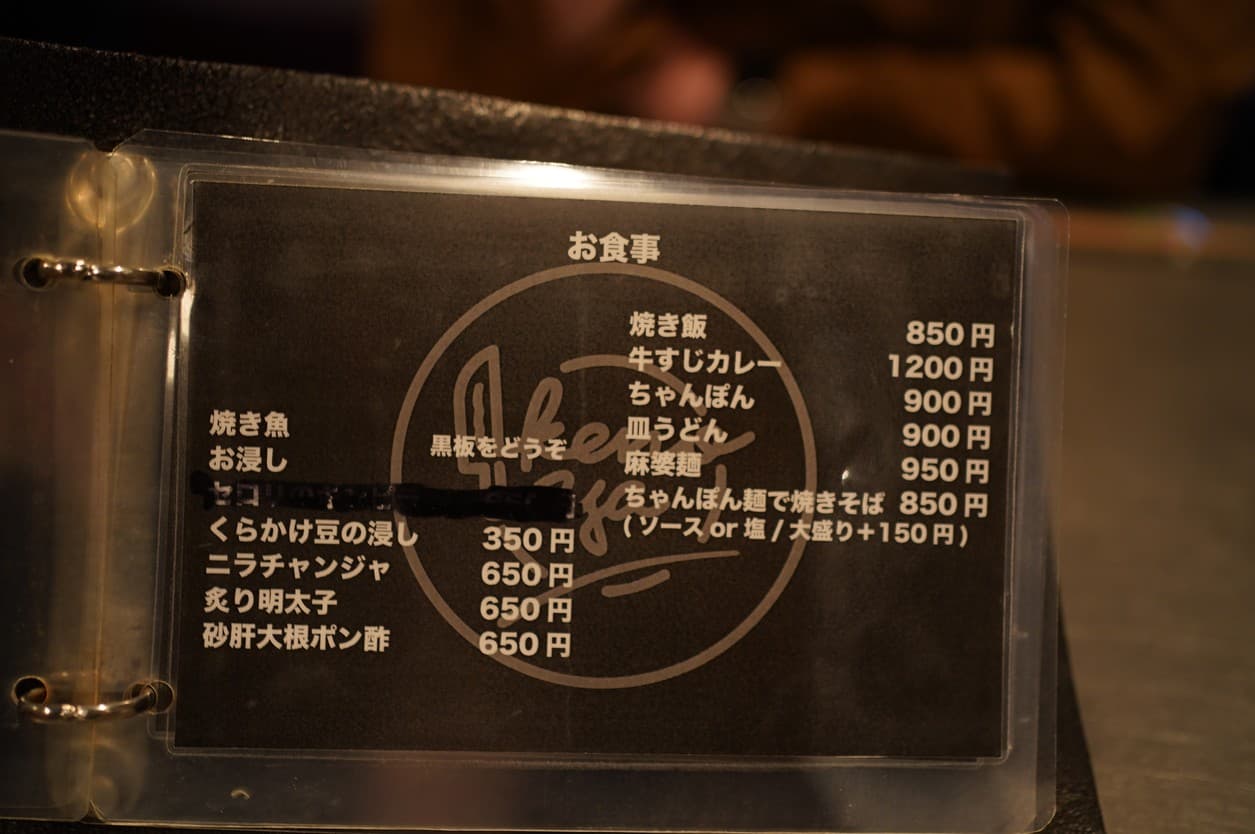 お食事
焼き魚
お浸し 黒板をどうぞ
くらかけ豆の浸し 350円
ニラチャンジャ 650円
炙り明太子 650円
砂肝大根ポン酢 650円
焼き飯 850円
牛すじカレー 1200円
ちゃんぽん 900円
皿うどん 900円
麻婆麺 950円
ちゃんぽん麺で焼きそば 850円
(ソースor塩/大盛り+150円)